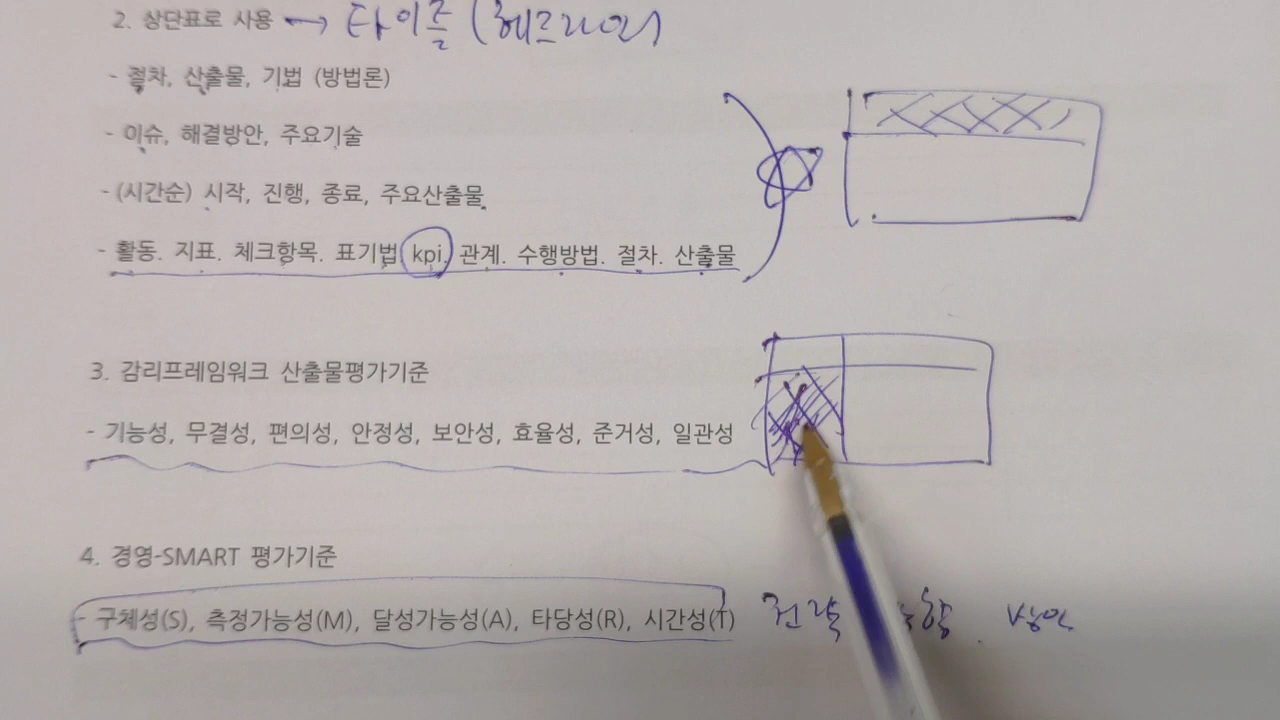 2. 상단표로 사용 → 타이틀 (헤드라인)
- 절차, 산출물, 기법 (방법론)
- 이슈, 해결방안, 주요기술
- (시간순) 시작, 진행, 종료, 주요산출물
- 활동. 지표. 체크항목. 표기법 kpi. 관계. 수행방법. 절차. 산출물
3. 감리프레임워크 산출물평가기준
- 기능성, 무결성, 편의성, 안정성, 보안성, 효율성, 준거성, 일관성
4. 경영-SMART 평가기준
- 구체성(S), 측정가능성(M), 달성가능성(A), 타당성(R), 시간성(T) 전략